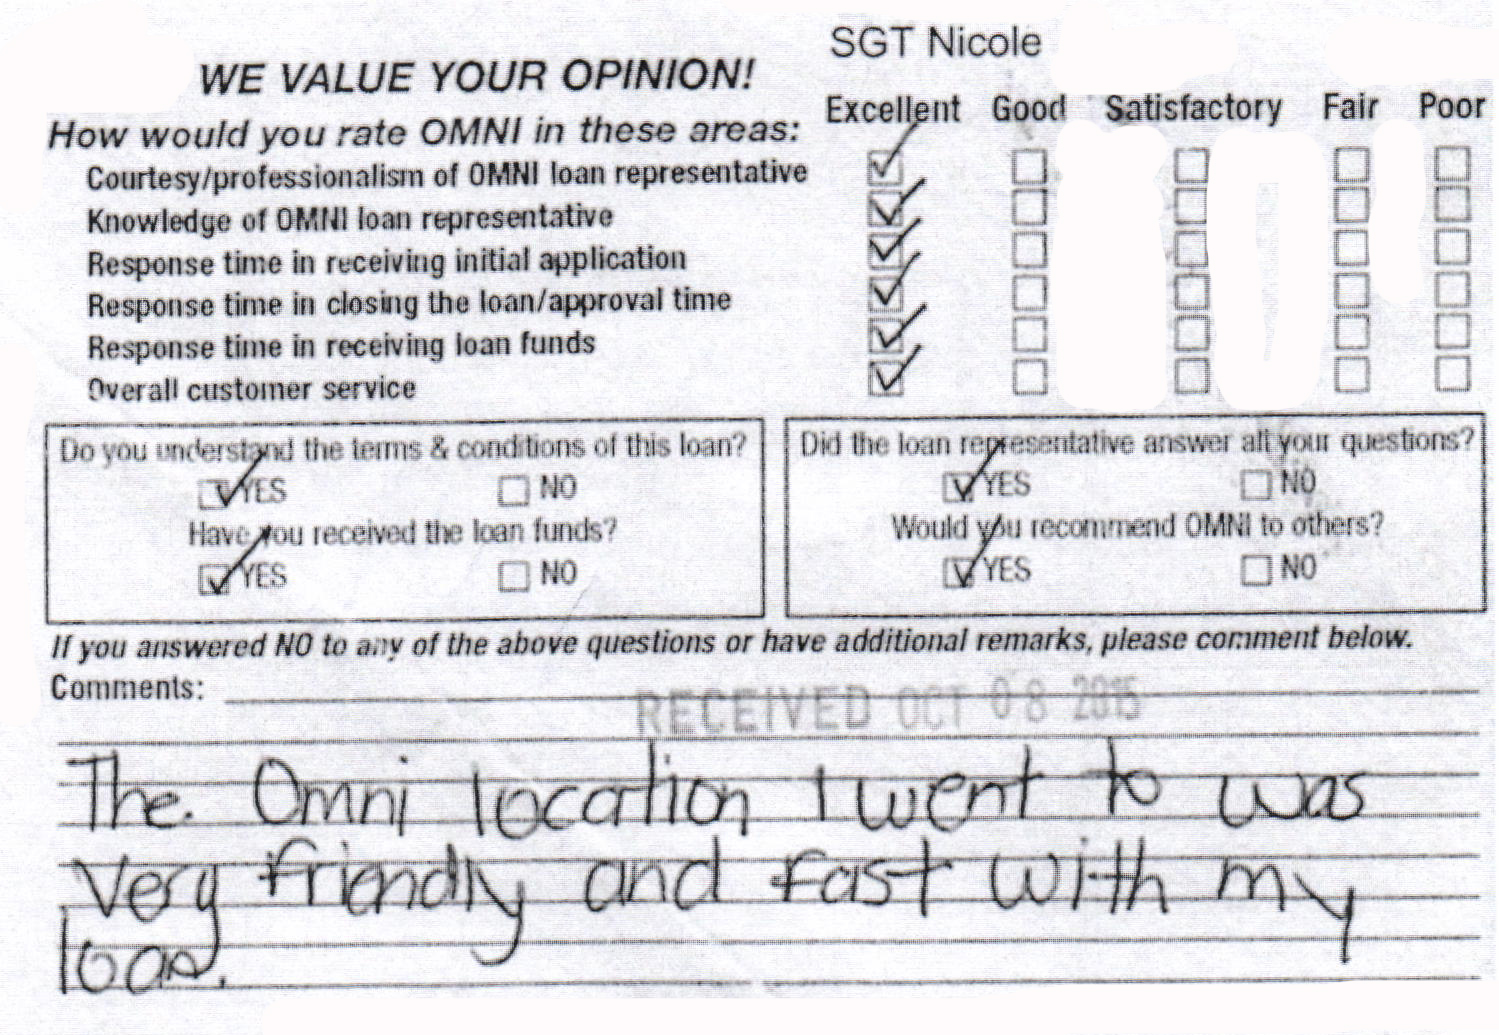 SGT Nicole
WE VALUE YOUR OPINION!
How would you rate OMNI in these areas:
Excellent Good Satisfactory Fair Poor
Courtesy/professionalism of OMNI loan representative
Knowledge of OMNI loan representative
Response time in receiving initial application
Response time in closing the loan/approval time
Response time in receiving loan funds
Overall customer service
Do you understand the terms & conditions of this loan?
YES NO
Have you received the loan funds?
YES NO
Did the loan representative answer all your questions?
YES NO
Would you recommend OMNI to others?
YES NO
If you answered NO to any of the above questions or have additional remarks, please comment below.
Comments:
RECEIVED OCT 08 2015
The Omni location I went to was
very friendly and fast with my
loan.